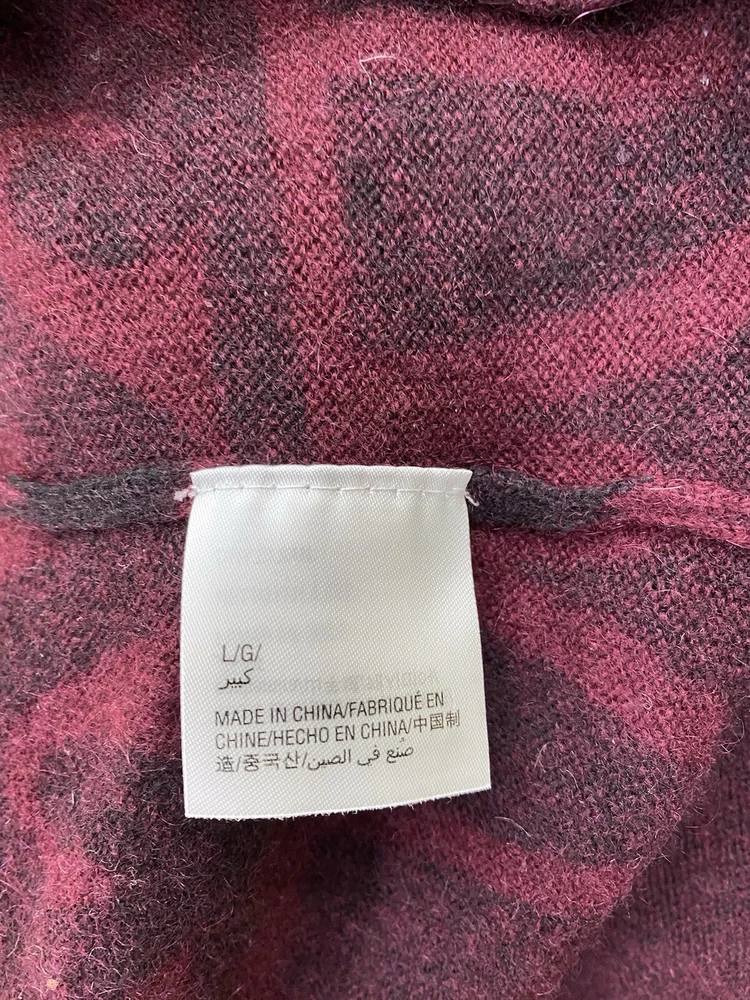 L/G/
كبير
MADE IN CHINA/FABRIQUÉ EN
CHINE/HECHO EN CHINA/中国制
造/중국산/صُنع في الصين